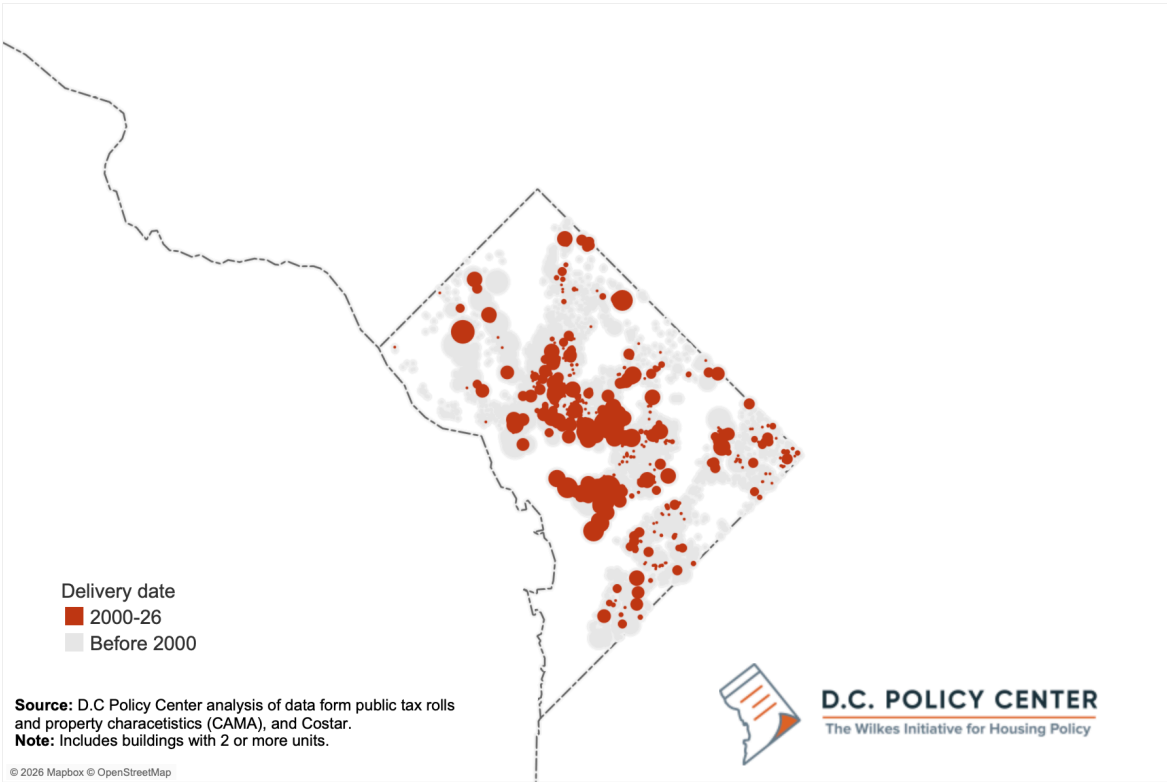 Delivery date
2000-26
Before 2000
Source: D.C Policy Center analysis of data form public tax rolls
and property characetistics (CAMA), and Costar.
Note: Includes buildings with 2 or more units.
© 2026 Mapbox © OpenStreetMap
D.C. POLICY CENTER
The Wilkes Initiative for Housing Policy